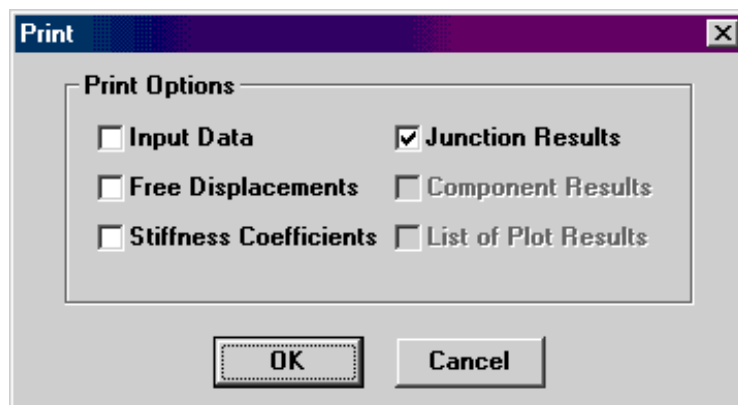 Print
Print Options
Input Data
Junction Results
Free Displacements
Component Results
Stiffness Coefficients
List of Plot Results
OK
Cancel